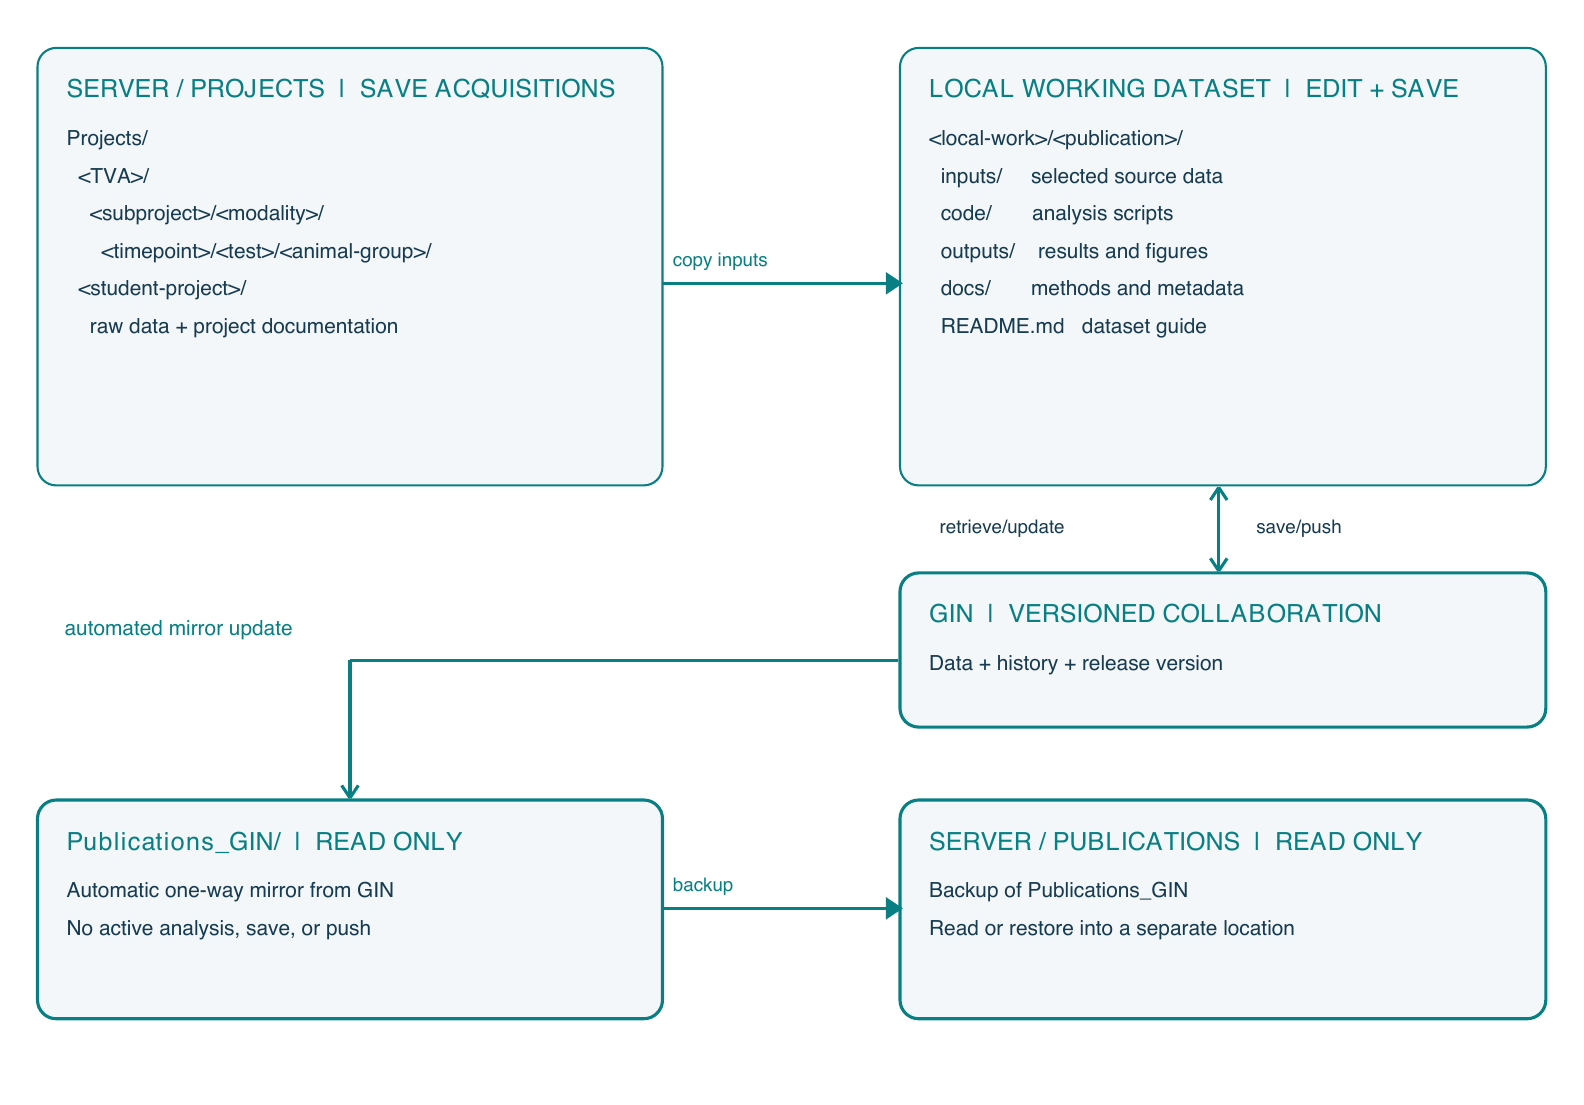 SERVER / PROJECTS | SAVE ACQUISITIONS
Projects/
<TVA>/
<subproject>/<modality>/
<timepoint>/<test>/<animal-group>/
<student-project>/
raw data + project documentation
copy inputs
LOCAL WORKING DATASET | EDIT + SAVE
<local-work>/<publication>/
inputs/ selected source data
code/ analysis scripts
outputs/ results and figures
docs/ methods and metadata
README.md dataset guide
retrieve/update
save/push
GIN | VERSIONED COLLABORATION
Data + history + release version
automated mirror update
Publications_GIN/ | READ ONLY
Automatic one-way mirror from GIN
No active analysis, save, or push
backup
SERVER / PUBLICATIONS | READ ONLY
Backup of Publications_GIN
Read or restore into a separate location